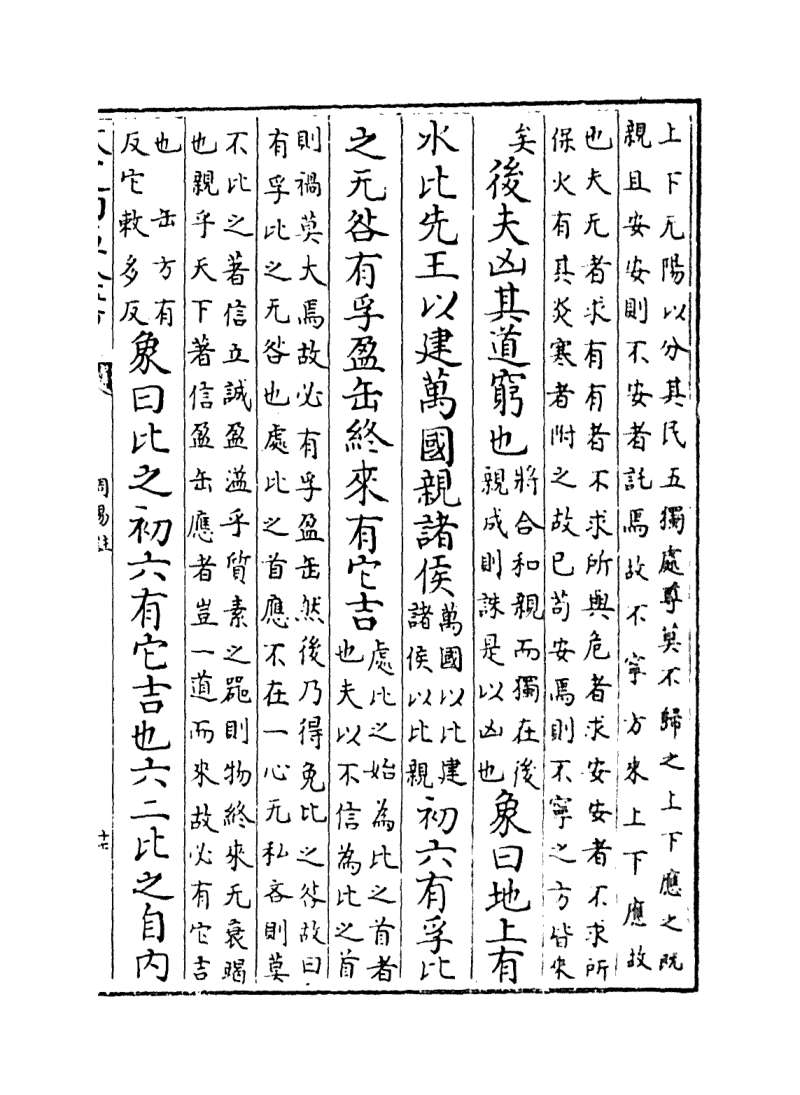 上下无陽以分其民五獨處尊莫不歸之上下應之既
親且安安則不安者託焉故不寜方来上下應故
也夫无者求有有者不求所與危者求安安者不求所
保火有其炎寒者附之故已苟安焉則不寧之方皆来
矣
後夫凶其道窮也
將合和親而獨在後
親成則誅是以凶也
象曰地上有
水比先王以建萬國親諸侯
萬國以比建
諸侯以比親
初六有孚比
之无咎有孚盈缶終來有它吉
處比之始為比之首者
也夫以不信為比之首
則禍莫大焉故必有孚盈缶然後乃得免比之咎故曰
有孚比之无咎也處比之首應不在一心无私吝則莫
不比之著信立誠盈溢乎質素之噐則物終來无衰竭
也親乎天下著信盈缶應者豈一道而来故必有它吉
也
缶方有
反它敕多反
象曰比之初六有它吉也六二比之自内
周易註
十七